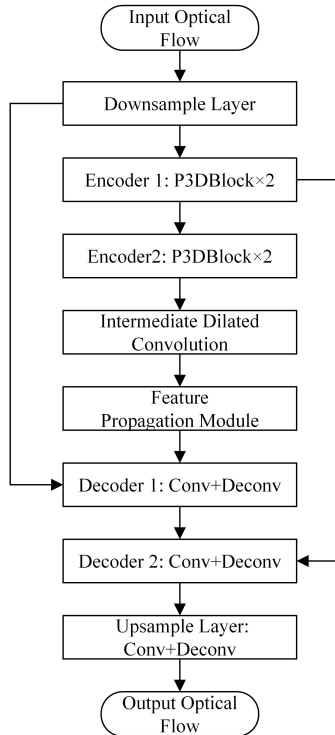 Input Optical
Flow
Downsample Layer
Encoder 1: P3DBlock×2
Encoder2: P3DBlock×2
Intermediate Dilated
Convolution
Feature
Propagation Module
Decoder 1: Conv+Deconv
Decoder 2: Conv+Deconv
Upsample Layer:
Conv+Deconv
Output Optical
Flow